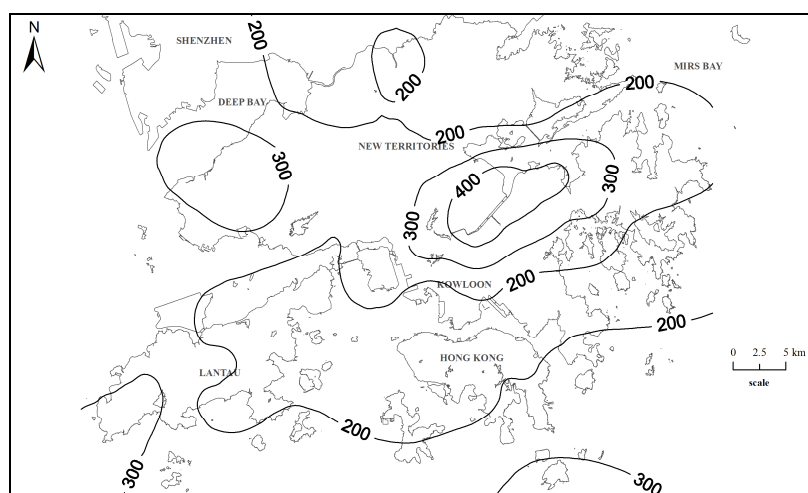 N
SHENZHEN
200
200
MIRS BAY
200
DEEP BAY
200
NEW TERRITORIES
300
400
300
300
200
KOWLOON
200
HONG KONG
0 2.5 5 km
scale
LANTAU
200
300
300